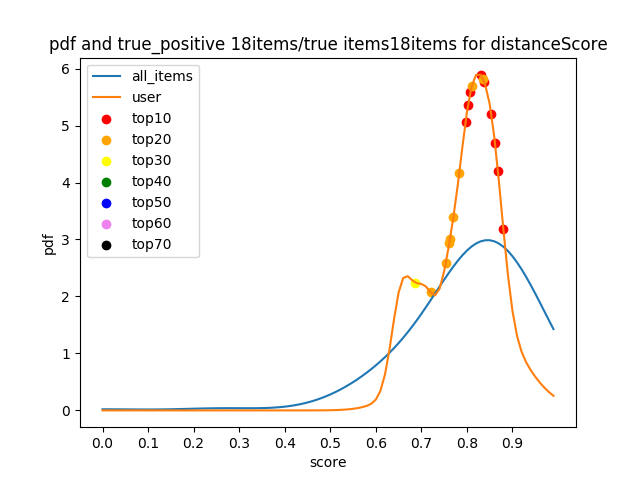 pdf and true_positive 18items/true items18items for distanceScore
all_items
user
top10
top20
top30
top40
top50
top60
top70
pdf
6
5
4
3
2
1
0
0.0 0.1 0.2 0.3 0.4 0.5 0.6 0.7 0.8 0.9
score